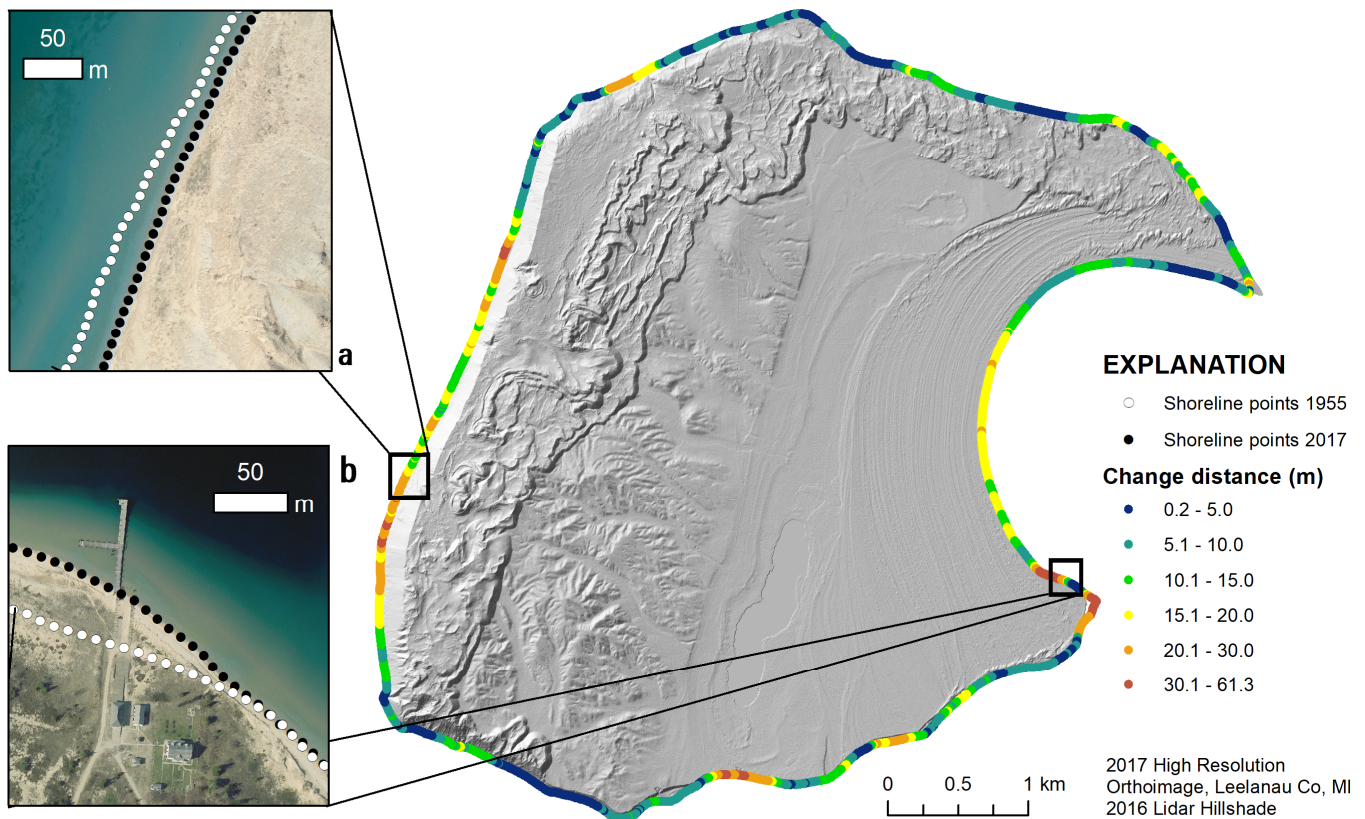 50
m
a
50
m
b
EXPLANATION
Shoreline points 1955
Shoreline points 2017
Change distance (m)
0.2 - 5.0
5.1 - 10.0
10.1 - 15.0
15.1 - 20.0
20.1 - 30.0
30.1 - 61.3
0 0.5 1 km
2017 High Resolution
Orthoimage, Leelanau Co, MI
2016 Lidar Hillshade